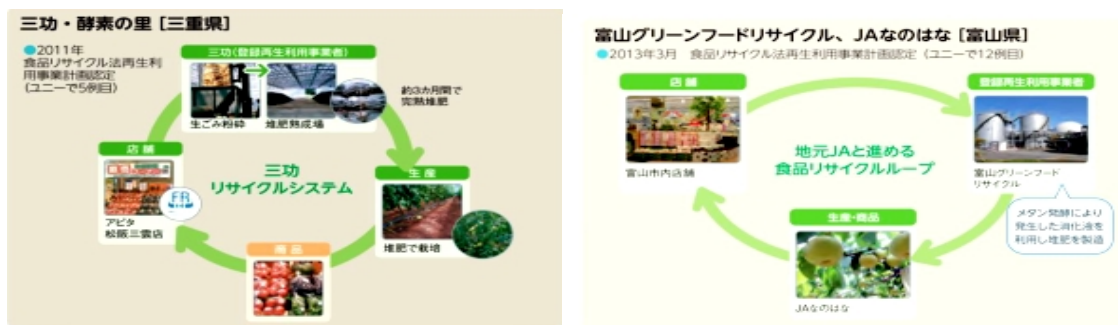 三功・酵素の里 [三重県]
●2011年
食品リサイクル法再生利
用事業計画認定
(ユニーで5例目)
三功(登録再生利用事業者)
生ごみ粉砕
堆肥熟成場
約3カ月間で
完熟堆肥
店舗
FR
アピタ
松阪三雲店
三功
リサイクルシステム
生産
堆肥で栽培
商品
富山グリーンフードリサイクル、JAなのはな [富山県]
●2013年3月 食品リサイクル法再生利用事業計画認定(ユニーで12例目)
店舗
富山市内店舗
登録再生利用事業者
富山グリーンフード
リサイクル
地元JAと進める
食品リサイクルループ
メタン発酵により
発生した消化液を
利用し堆肥を製造
生産・商品
JAなのはな